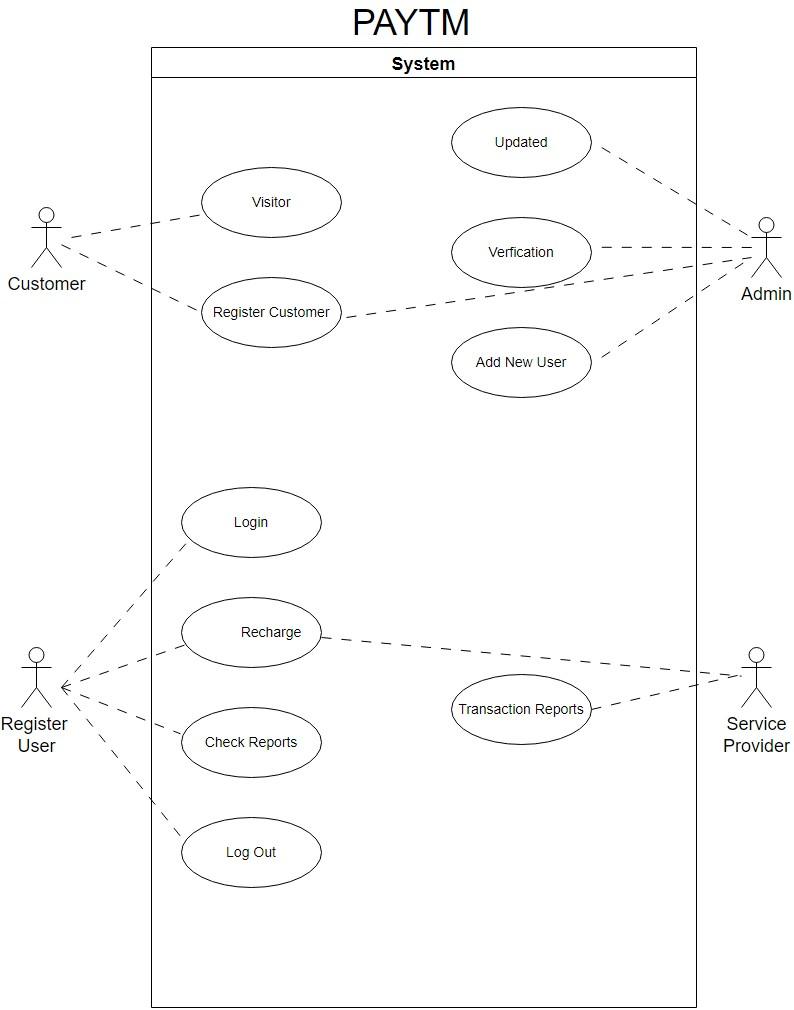 PAYTM
System
Updated
Visitor
Verfication
Customer
Admin
Register Customer
Add New User
Login
Recharge
Register
User
Service
Provider
Transaction Reports
Check Reports
Log Out